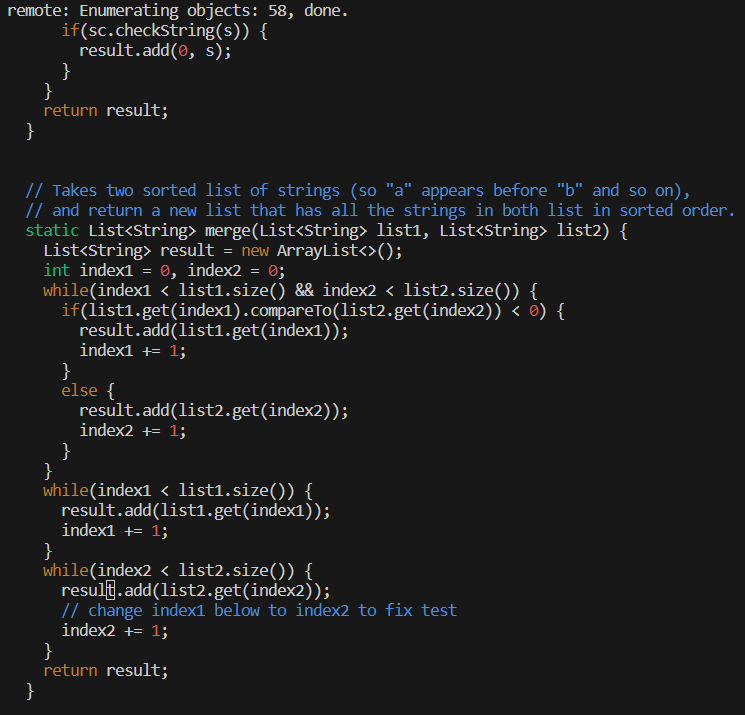 remote: Enumerating objects: 58, done.
      if(sc.checkString(s)) {
        result.add(0, s);
      }
    }
    return result;
  }
  // Takes two sorted list of strings (so "a" appears before "b" and so on),
  // and return a new list that has all the strings in both list in sorted order.
  static List<String> merge(List<String> list1, List<String> list2) {
    List<String> result = new ArrayList<>();
    int index1 = 0, index2 = 0;
    while(index1 < list1.size() && index2 < list2.size()) {
      if(list1.get(index1).compareTo(list2.get(index2)) < 0) {
        result.add(list1.get(index1));
        index1 += 1;
      }
      else {
        result.add(list2.get(index2));
        index2 += 1;
      }
    }
    while(index1 < list1.size()) {
      result.add(list1.get(index1));
      index1 += 1;
    }
    while(index2 < list2.size()) {
      result.add(list2.get(index2));
      // change index1 below to index2 to fix test
      index2 += 1;
    }
    return result;
  }